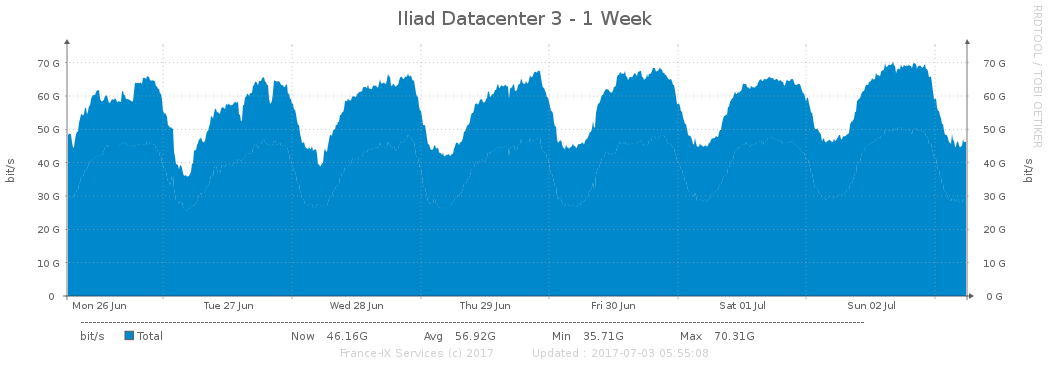 Iliad Datacenter 3 - 1 Week
RRDTOOL / TOBI OETIKER
bit/s
70 G 70 G
60 G 60 G
50 G 50 G
40 G 40 G
30 G 30 G
20 G 20 G
10 G 10 G
0 0 G
bit/s
Mon 26 Jun Tue 27 Jun Wed 28 Jun Thu 29 Jun Fri 30 Jun Sat 01 Jul Sun 02 Jul
bit/s Total Now 46.16G Avg 56.92G Min 35.71G Max 70.31G
France-IX Services (c) 2017 Updated : 2017-07-03 05:55:08